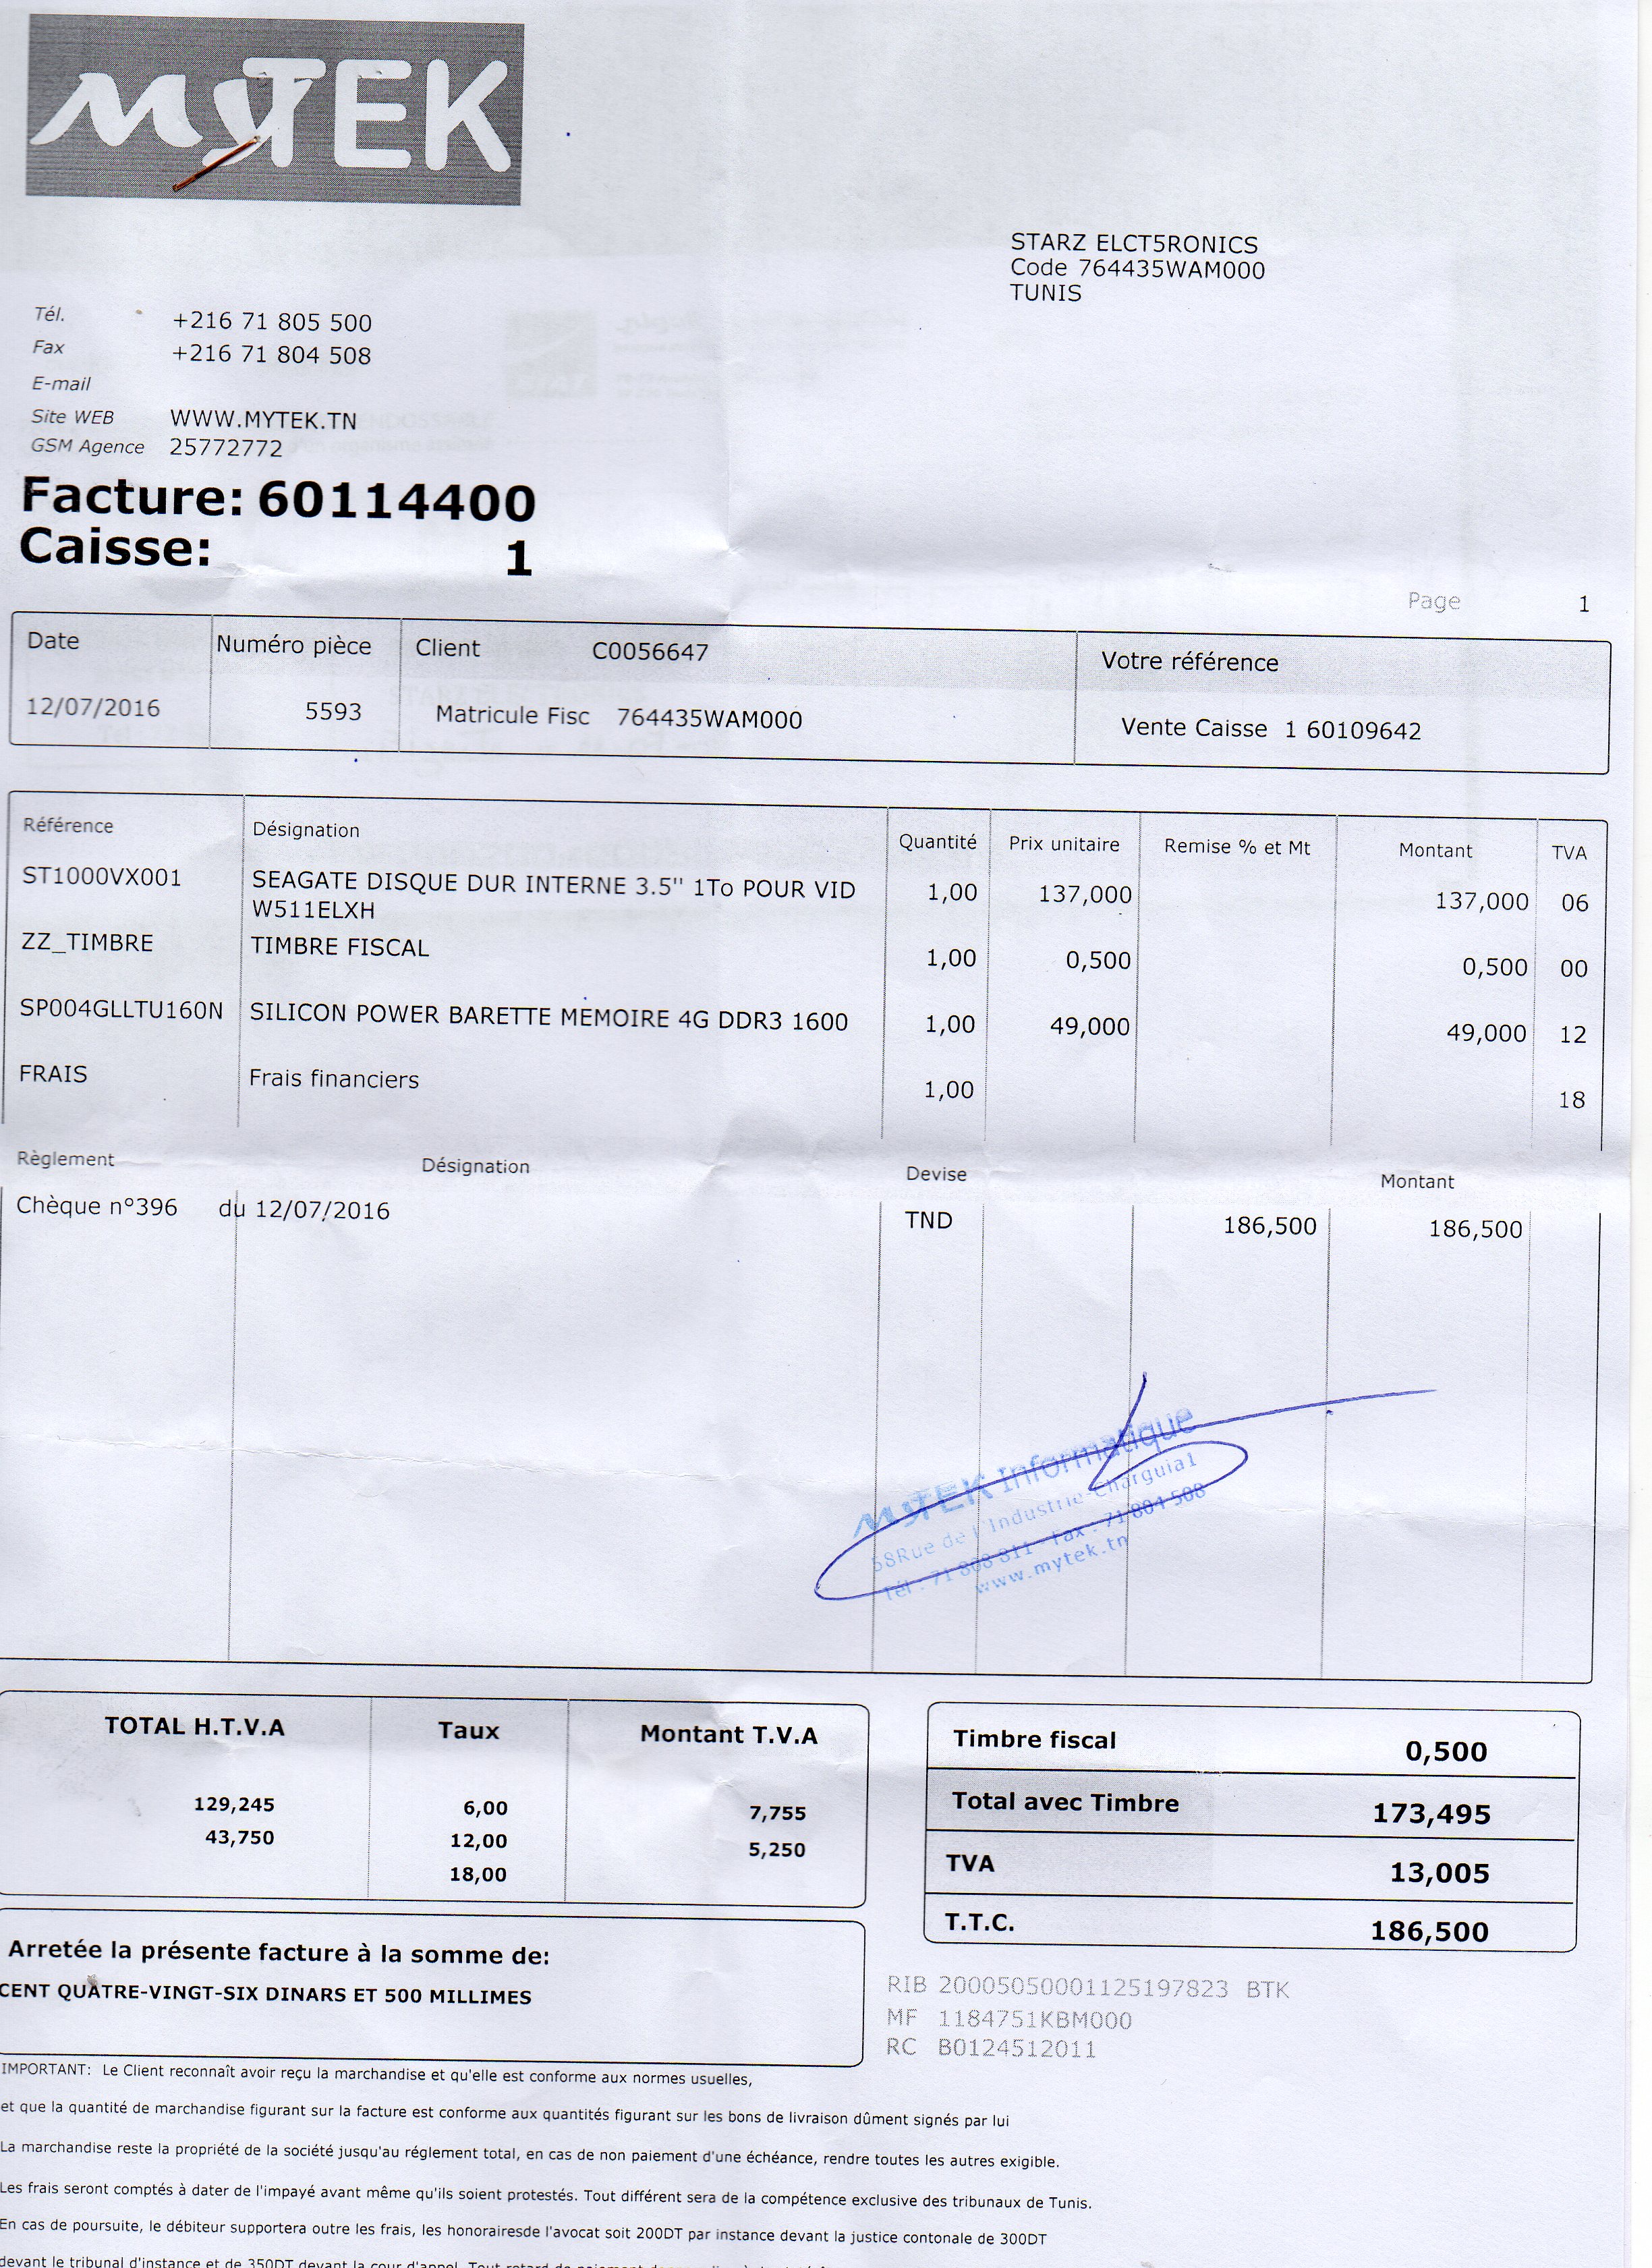 MYTEK
STARZ ELCT5RONICS
Code 764435WAM000
TUNIS
Tél. +216 71 805 500
Fax +216 71 804 508
E-mail
Site WEB WWW.MYTEK.TN
GSM Agence 25772772
Facture: 60114400
Caisse: 1
Page 1
Date Numéro pièce Client C0056647 Votre référence
12/07/2016 5593 Matricule Fisc 764435WAM000 Vente Caisse 1 60109642
Référence Désignation Quantité Prix unitaire Remise % et Mt Montant TVA
ST1000VX001 SEAGATE DISQUE DUR INTERNE 3.5'' 1To POUR VID 1,00 137,000 137,000 06
W511ELXH
ZZ_TIMBRE TIMBRE FISCAL 1,00 0,500 0,500 00
SP004GLLTU160N SILICON POWER BARETTE MEMOIRE 4G DDR3 1600 1,00 49,000 49,000 12
FRAIS Frais financiers 1,00 18
Règlement Désignation Devise Montant
Chèque n°396 du 12/07/2016 TND 186,500 186,500
MYTEK Informatique
58Rue de l'Industrie-Charguia1
Tél : 71 808 811 Fax : 71 804 508
www.mytek.tn
TOTAL H.T.V.A Taux Montant T.V.A
129,245 6,00 7,755
43,750 12,00 5,250
18,00
Timbre fiscal 0,500
Total avec Timbre 173,495
TVA 13,005
T.T.C. 186,500
Arretée la présente facture à la somme de:
CENT QUATRE-VINGT-SIX DINARS ET 500 MILLIMES
RIB 20005050001125197823 BTK
MF 1184751KBM000
RC B0124512011
IMPORTANT: Le Client reconnaît avoir reçu la marchandise et qu'elle est conforme aux normes usuelles,
et que la quantité de marchandise figurant sur la facture est conforme aux quantités figurant sur les bons de livraison dûment signés par lui
La marchandise reste la propriété de la société jusqu'au réglement total, en cas de non paiement d'une échéance, rendre toutes les autres exigible.
Les frais seront comptés à dater de l'impayé avant même qu'ils soient protestés. Tout différent sera de la compétence exclusive des tribunaux de Tunis.
En cas de poursuite, le débiteur supportera outre les frais, les honorairesde l'avocat soit 200DT par instance devant la justice contonale de 300DT
devant le tribunal d'instance et de 350DT devant la cour d'appel. Tout retard de paiement